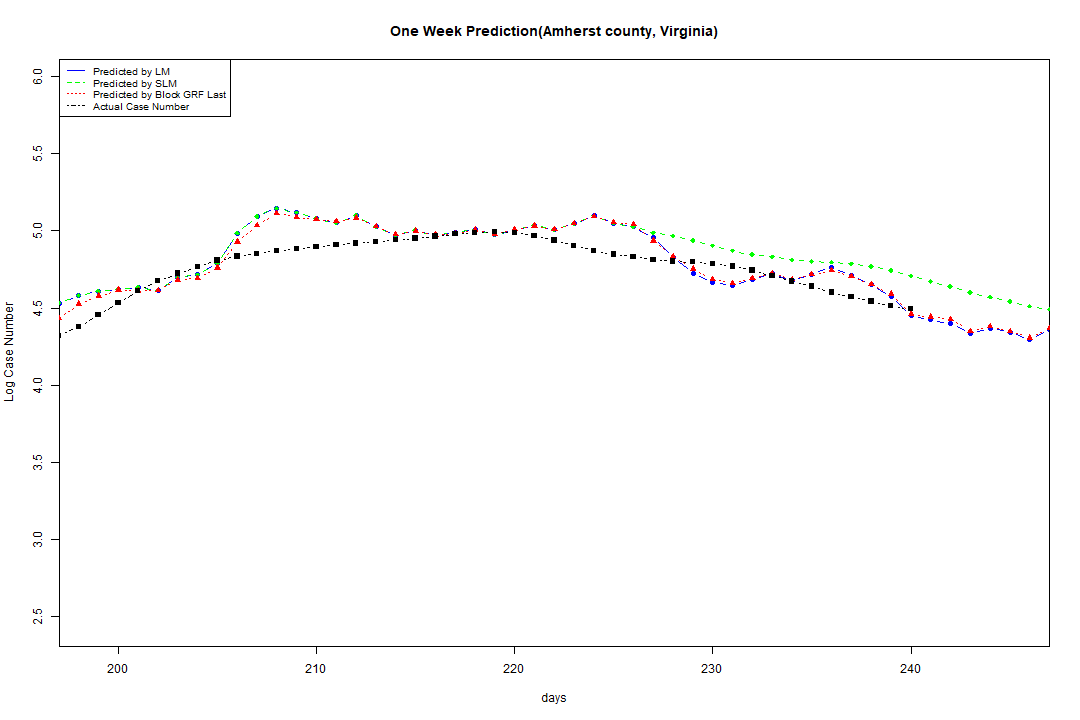 One Week Prediction(Amherst county, Virginia)
Predicted by LM
Predicted by SLM
Predicted by Block GRF Last
Actual Case Number
6.0
5.5
5.0
4.5
4.0
3.5
3.0
2.5
Log Case Number
200 210 220 230 240
days